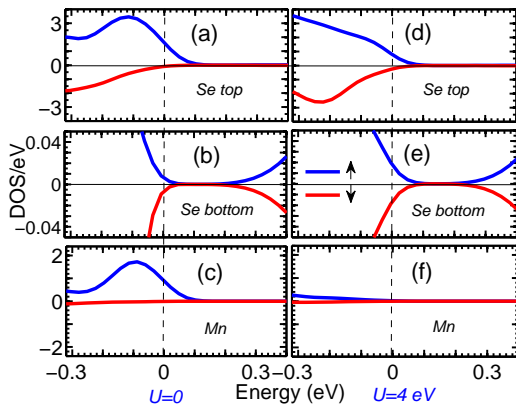 (a) (d)
3
0
-3
Se top Se top
DOS/eV
0.04
0
-0.04
(b) (e)
Se bottom Se bottom
2
0
-2
(c) (f)
Mn Mn
-0.3 0 0.3 -0.3 0 0.3
Energy (eV)
U=0 U=4 eV